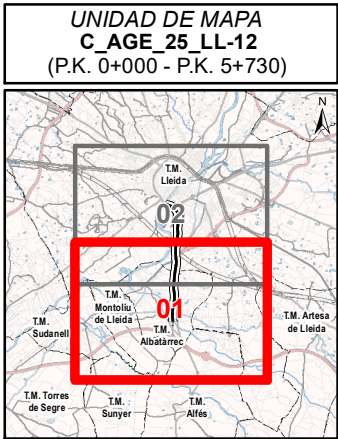 UNIDAD DE MAPA
C_AGE_25_LL-12
(P.K. 0+000 - P.K. 5+730)
N
T.M.
Lleida
02
T.M.
Montoliu
de Lleida
01
T.M.
Sudanell
T.M.
Albatàrrec
T.M. Artesa
de Lleida
T.M. Torres
de Segre
T.M.
Sunyer
T.M.
Alfés